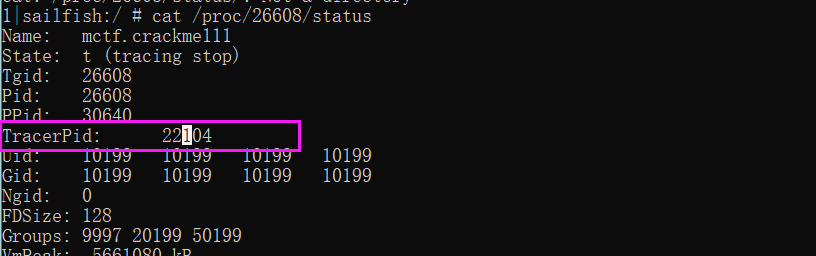 cat: /proc/26608/status/: Not a directory
1|sailfish:/ # cat /proc/26608/status
Name: mctf.crackme111
State: t (tracing stop)
Tgid: 26608
Pid: 26608
PPid: 30640
TracerPid: 22104
Uid: 10199 10199 10199 10199
Gid: 10199 10199 10199 10199
Ngid: 0
FDSize: 128
Groups: 9997 20199 50199
VmPeak: 5661080 kB